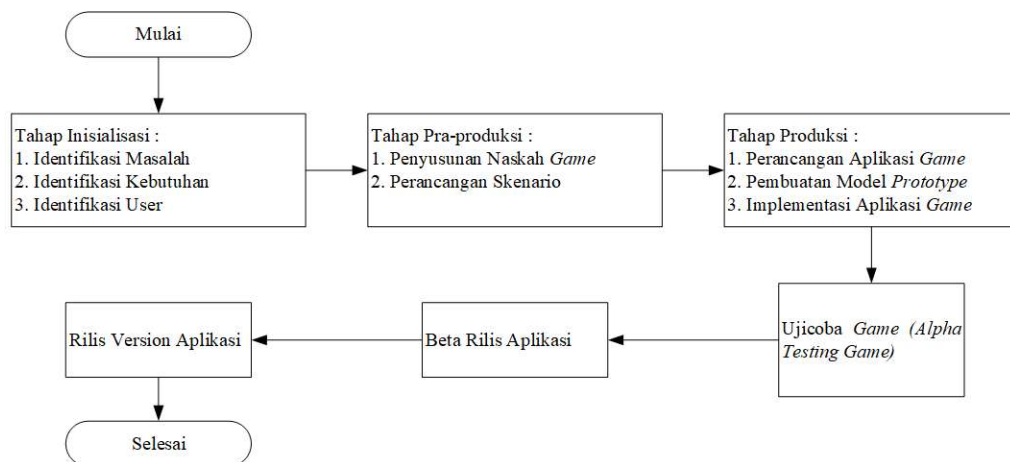 Mulai
Tahap Inisialisasi :
1. Identifikasi Masalah
2. Identifikasi Kebutuhan
3. Identifikasi User
Tahap Pra-produksi :
1. Penyusunan Naskah Game
2. Perancangan Skenario
Tahap Produksi :
1. Perancangan Aplikasi Game
2. Pembuatan Model Prototype
3. Implementasi Aplikasi Game
Ujicoba Game (Alpha
Testing Game)
Beta Rilis Aplikasi
Rilis Version Aplikasi
Selesai